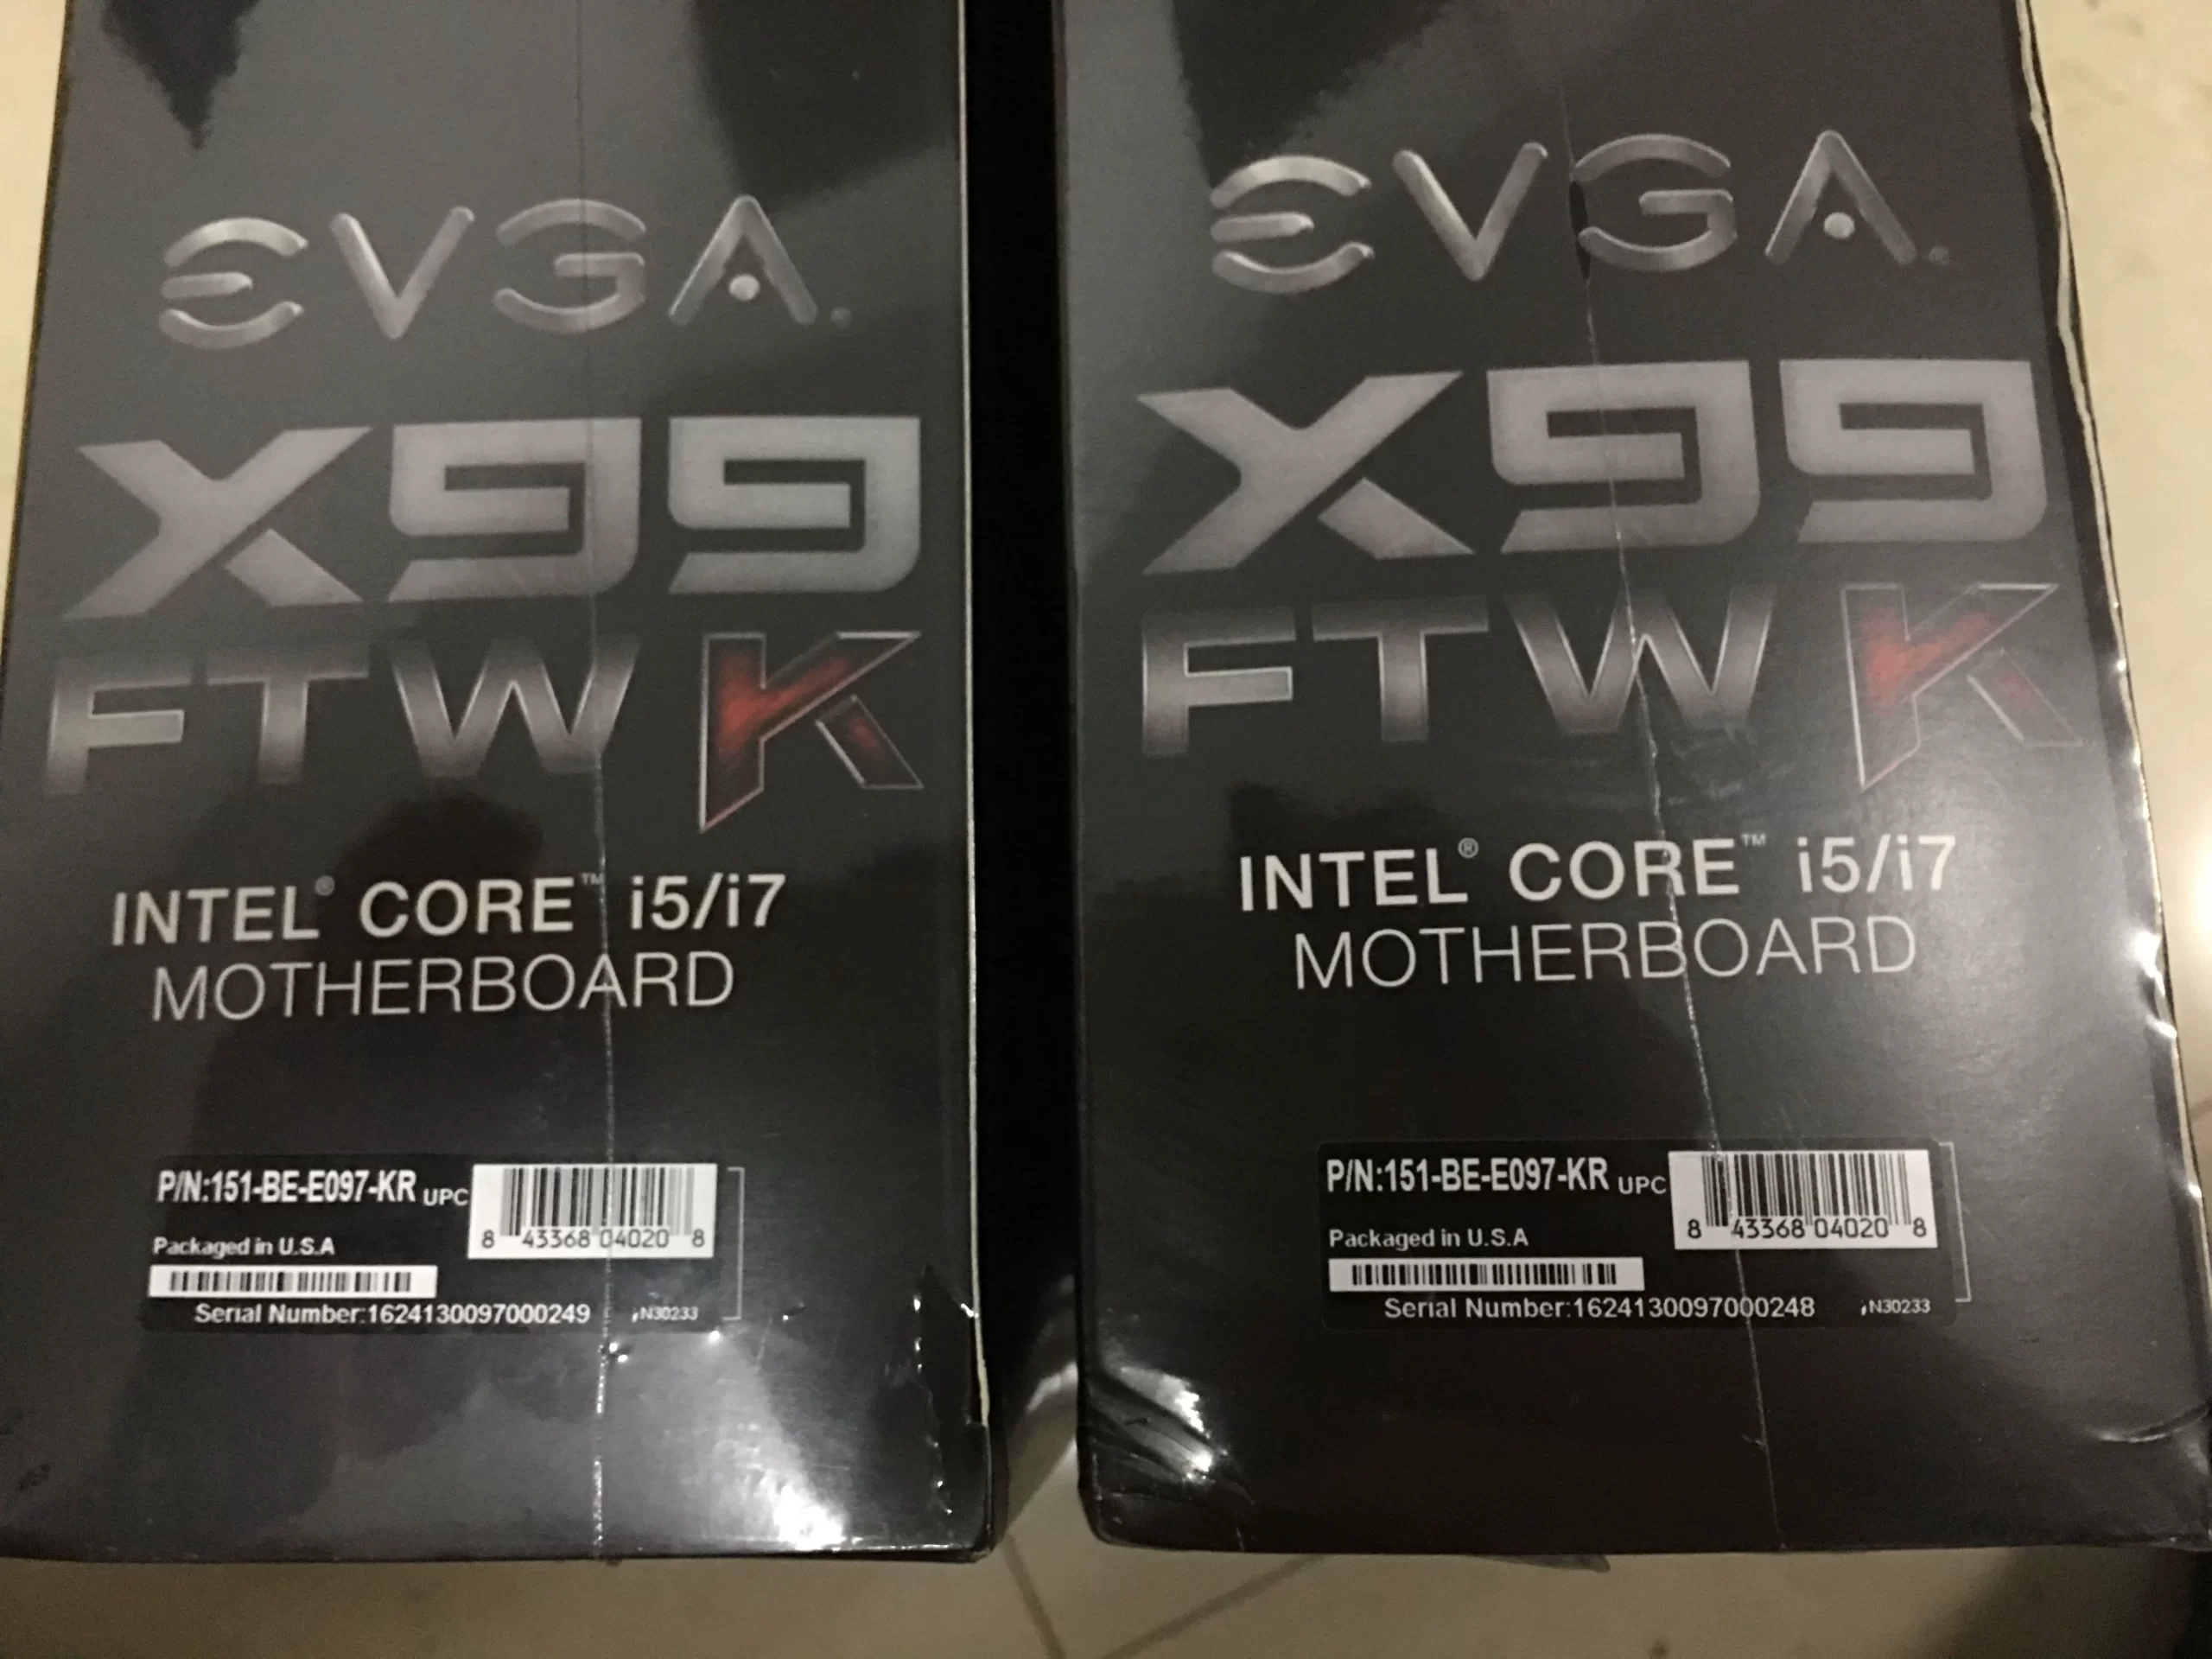 EVGA.
X99
FTW K
INTEL® CORE™ i5/i7
MOTHERBOARD
P/N:151-BE-E097-KR UPC
8 43368 04020 8
Packaged in U.S.A
Serial Number:1624130097000249 N30233
EVGA.
X99
FTW K
INTEL® CORE™ i5/i7
MOTHERBOARD
P/N:151-BE-E097-KR UPC
8 43368 04020 8
Packaged in U.S.A
Serial Number:1624130097000248 N30233